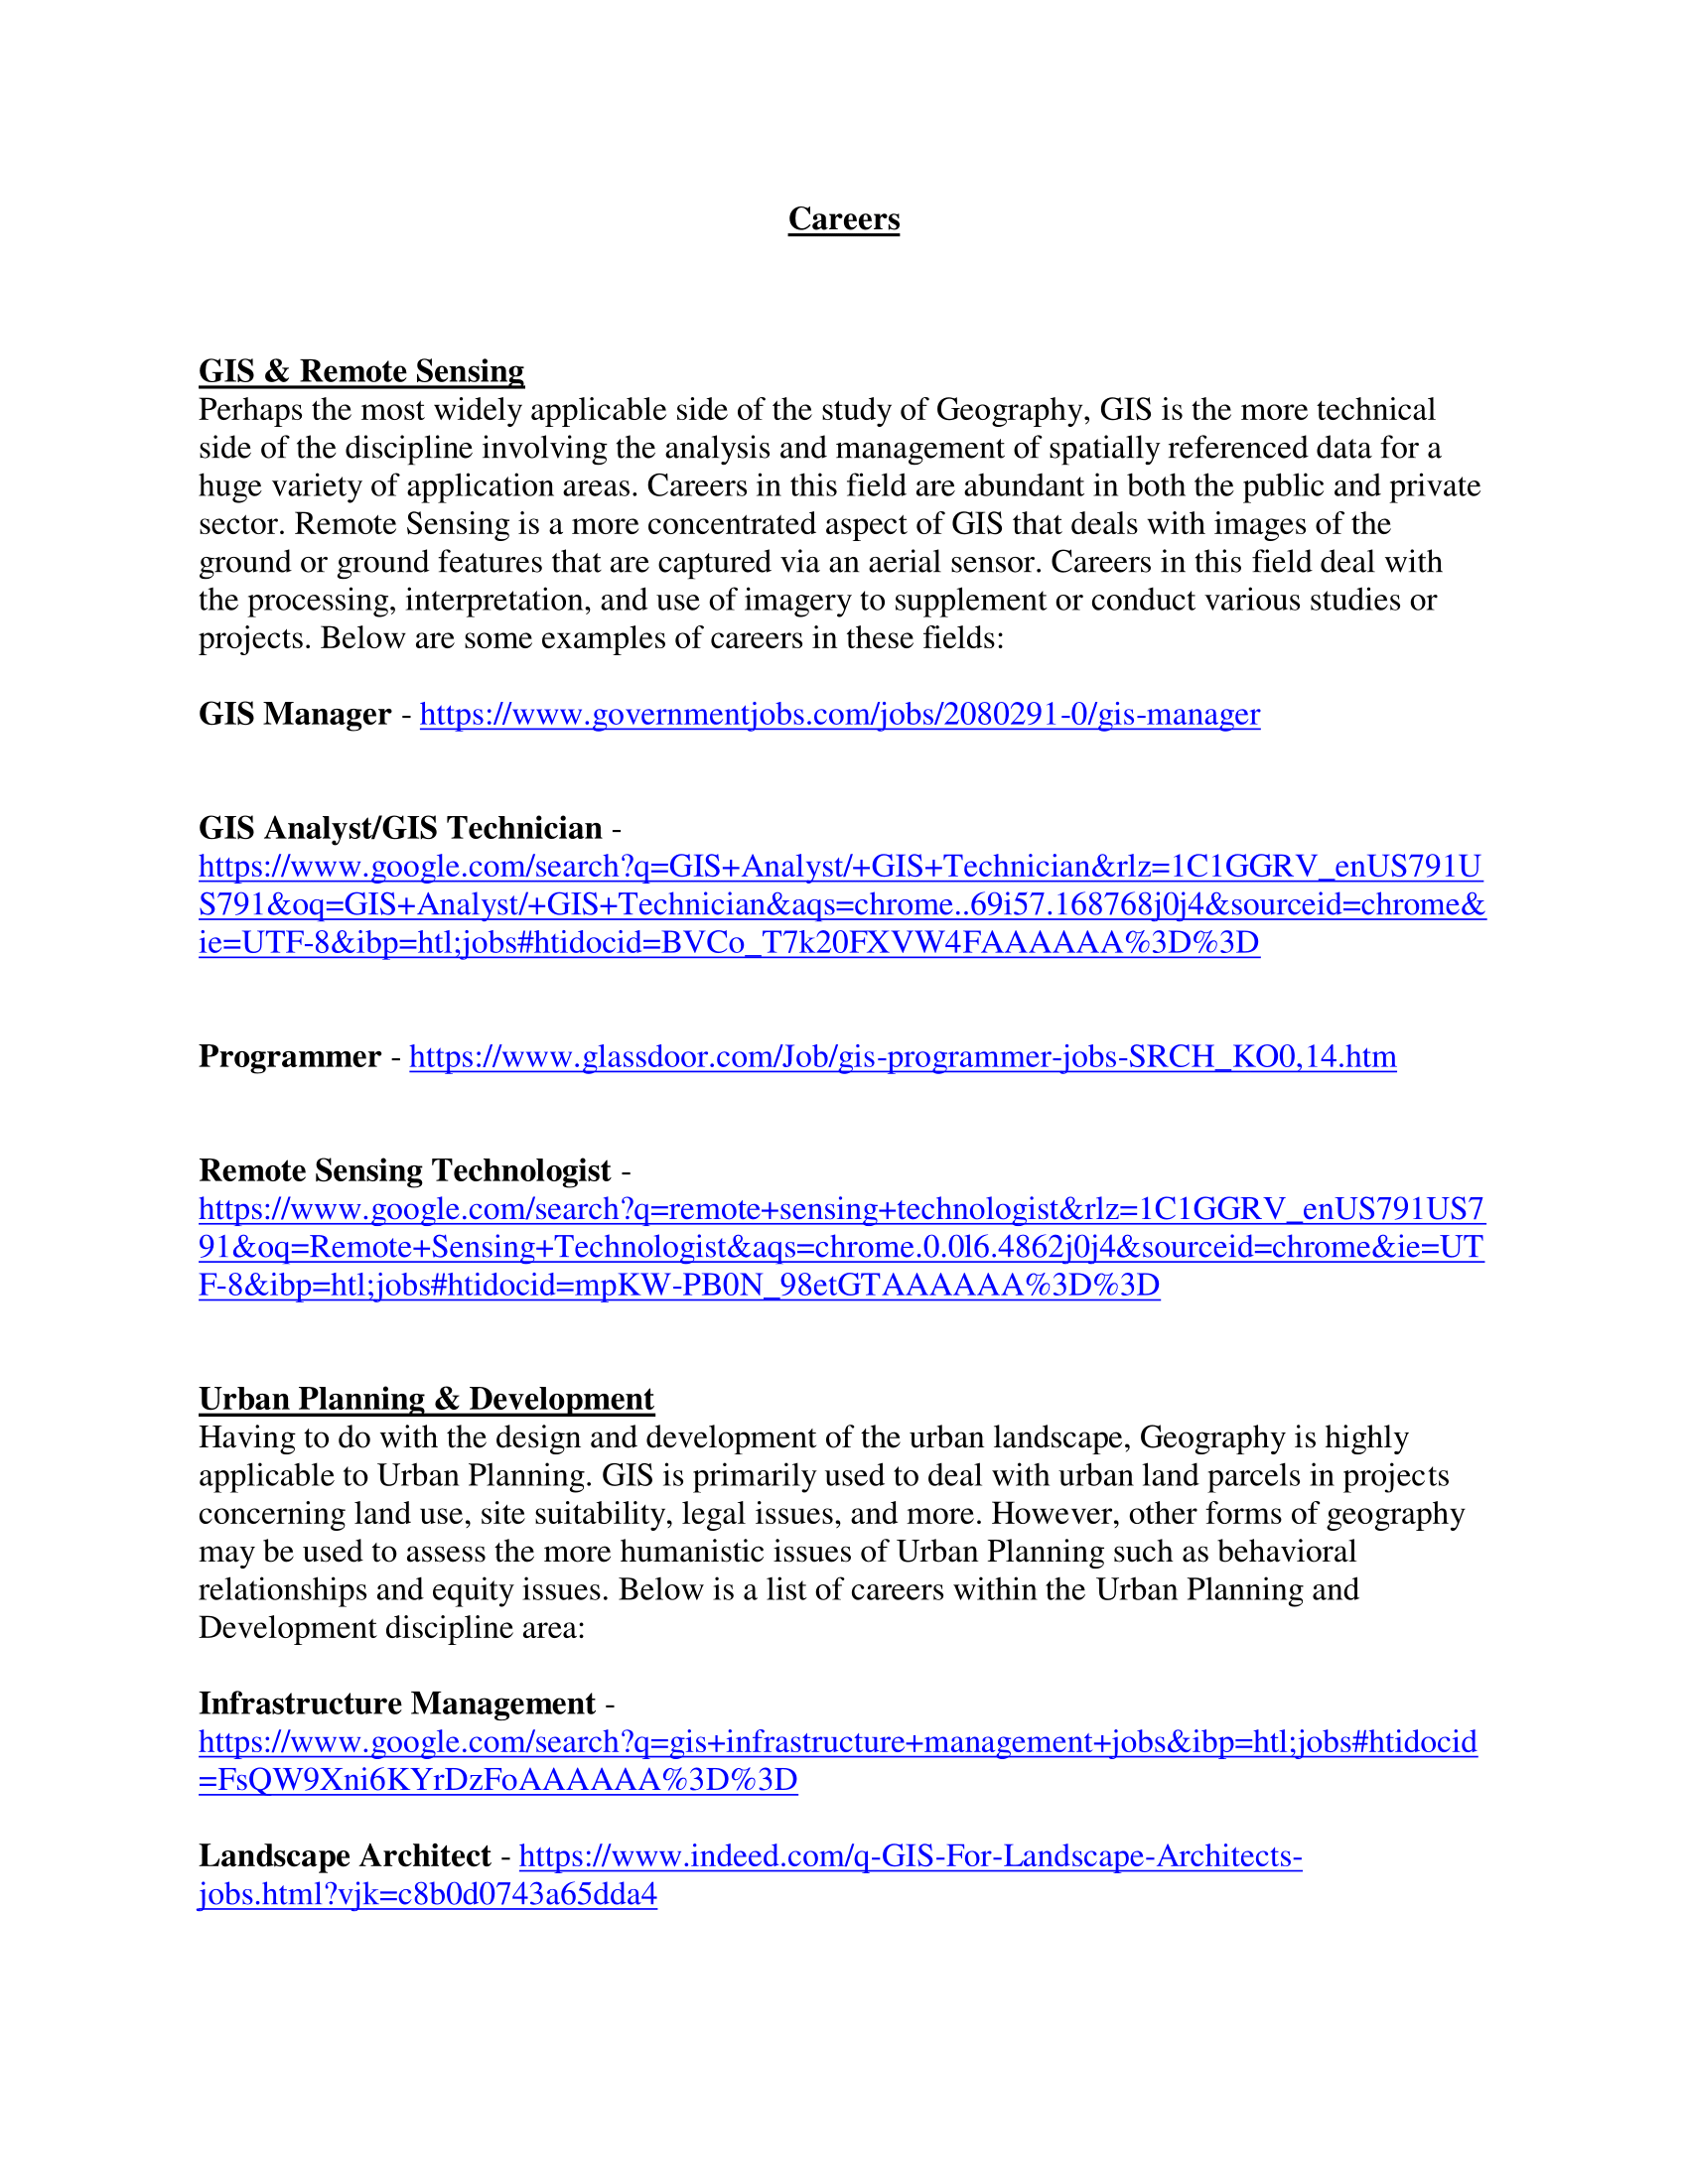 Careers
GIS & Remote Sensing
Perhaps the most widely applicable side of the study of Geography, GIS is the more technical
side of the discipline involving the analysis and management of spatially referenced data for a
huge variety of application areas. Careers in this field are abundant in both the public and private
sector. Remote Sensing is a more concentrated aspect of GIS that deals with images of the
ground or ground features that are captured via an aerial sensor. Careers in this field deal with
the processing, interpretation, and use of imagery to supplement or conduct various studies or
projects. Below are some examples of careers in these fields:
GIS Manager - https://www.governmentjobs.com/jobs/2080291-0/gis-manager
GIS Analyst/GIS Technician -
https://www.google.com/search?q=GIS+Analyst/+GIS+Technician&rlz=1C1GGRV_enUS791U
S791&oq=GIS+Analyst/+GIS+Technician&aqs=chrome..69i57.168768j0j4&sourceid=chrome&
ie=UTF-8&ibp=htl;jobs#htidocid=BVCo_T7k20FXVW4FAAAAAA%3D%3D
Programmer - https://www.glassdoor.com/Job/gis-programmer-jobs-SRCH_KO0,14.htm
Remote Sensing Technologist -
https://www.google.com/search?q=remote+sensing+technologist&rlz=1C1GGRV_enUS791US7
91&oq=Remote+Sensing+Technologist&aqs=chrome.0.0l6.4862j0j4&sourceid=chrome&ie=UT
F-8&ibp=htl;jobs#htidocid=mpKW-PB0N_98etGTAAAAAA%3D%3D
Urban Planning & Development
Having to do with the design and development of the urban landscape, Geography is highly
applicable to Urban Planning. GIS is primarily used to deal with urban land parcels in projects
concerning land use, site suitability, legal issues, and more. However, other forms of geography
may be used to assess the more humanistic issues of Urban Planning such as behavioral
relationships and equity issues. Below is a list of careers within the Urban Planning and
Development discipline area:
Infrastructure Management -
https://www.google.com/search?q=gis+infrastructure+management+jobs&ibp=htl;jobs#htidocid
=FsQW9Xni6KYrDzFoAAAAAA%3D%3D
Landscape Architect - https://www.indeed.com/q-GIS-For-Landscape-Architects-
jobs.html?vjk=c8b0d0743a65dda4